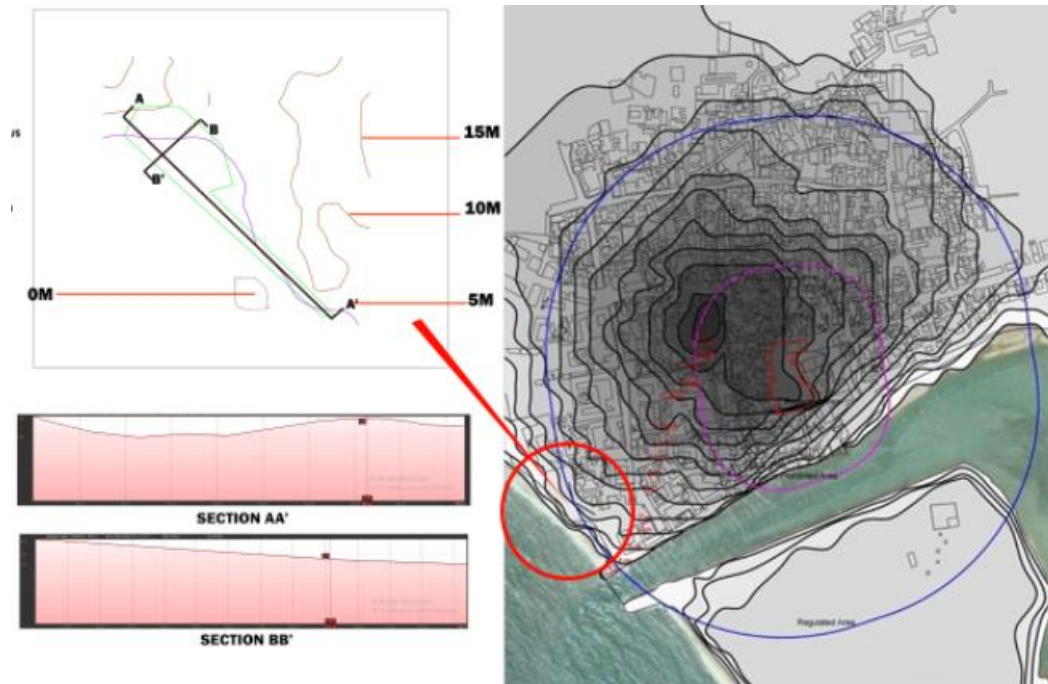 A
B
B'
A'
15M
10M
0M
5M
SECTION AA'
SECTION BB'
Regulated Area